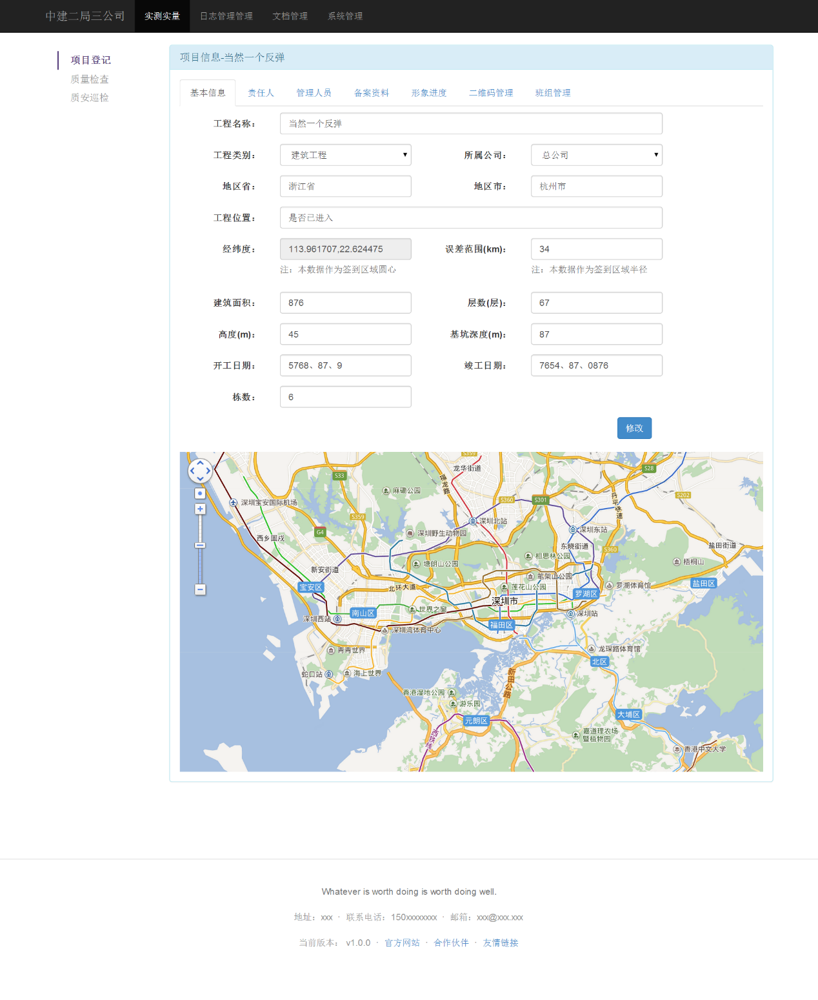 中建二局三公司 实测实量 日志管理管理 文档管理 系统管理
项目登记
质量检查
质安巡检
项目信息-当然一个反弹
基本信息 责任人 管理人员 备案资料 形象进度 二维码管理 班组管理
工程名称： 当然一个反弹
工程类别： 建筑工程 所属公司： 总公司
地区省： 浙江省 地区市： 杭州市
工程位置： 是否已进入
经纬度： 113.961707,22.624475 误差范围(km)： 34
注：本数据作为签到区域圆心 注：本数据作为签到区域半径
建筑面积： 876 层数(层)： 67
高度(m)： 45 基坑深度(m)： 87
开工日期： 5768、87、9 竣工日期： 7654、87、0876
栋数： 6
修改
S359
龙华街道 S28
S33 福龙路
麻磡公园 丹平快速 S202
深圳宝安国际机场 S360 S301
S359 深圳北站
G4 深圳野生动物园 深圳东站
西乡固戍 东晓街道 S360 盐田街道
塘朗山公园 相思林公园 梧桐山
新安街道 笔架山公园
宝安区 北环大道 莲花山公园 罗湖区 罗湖体育馆 盐田区
深圳市
南山区 世界之窗 深圳站
深圳西站 福田区
深圳湾体育中心
青青世界 龙琛路体育馆
北区
蛇口站 海上世界 新田公路
香港湿地公园
游乐园
元朗区 大埔区
西铁线 嘉道理农场
暨植物园
香港中文大学
Whatever is worth doing is worth doing well.
地址：xxx · 联系电话：150xxxxxxxx · 邮箱：xxx@xxx.xxx
当前版本： v1.0.0 · 官方网站 · 合作伙伴 · 友情链接